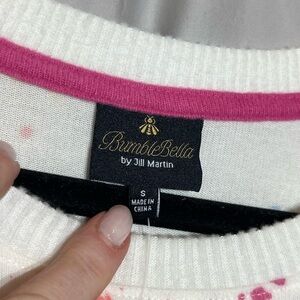 BumbleBella
by Jill Martin
S
MADE IN
CHINA